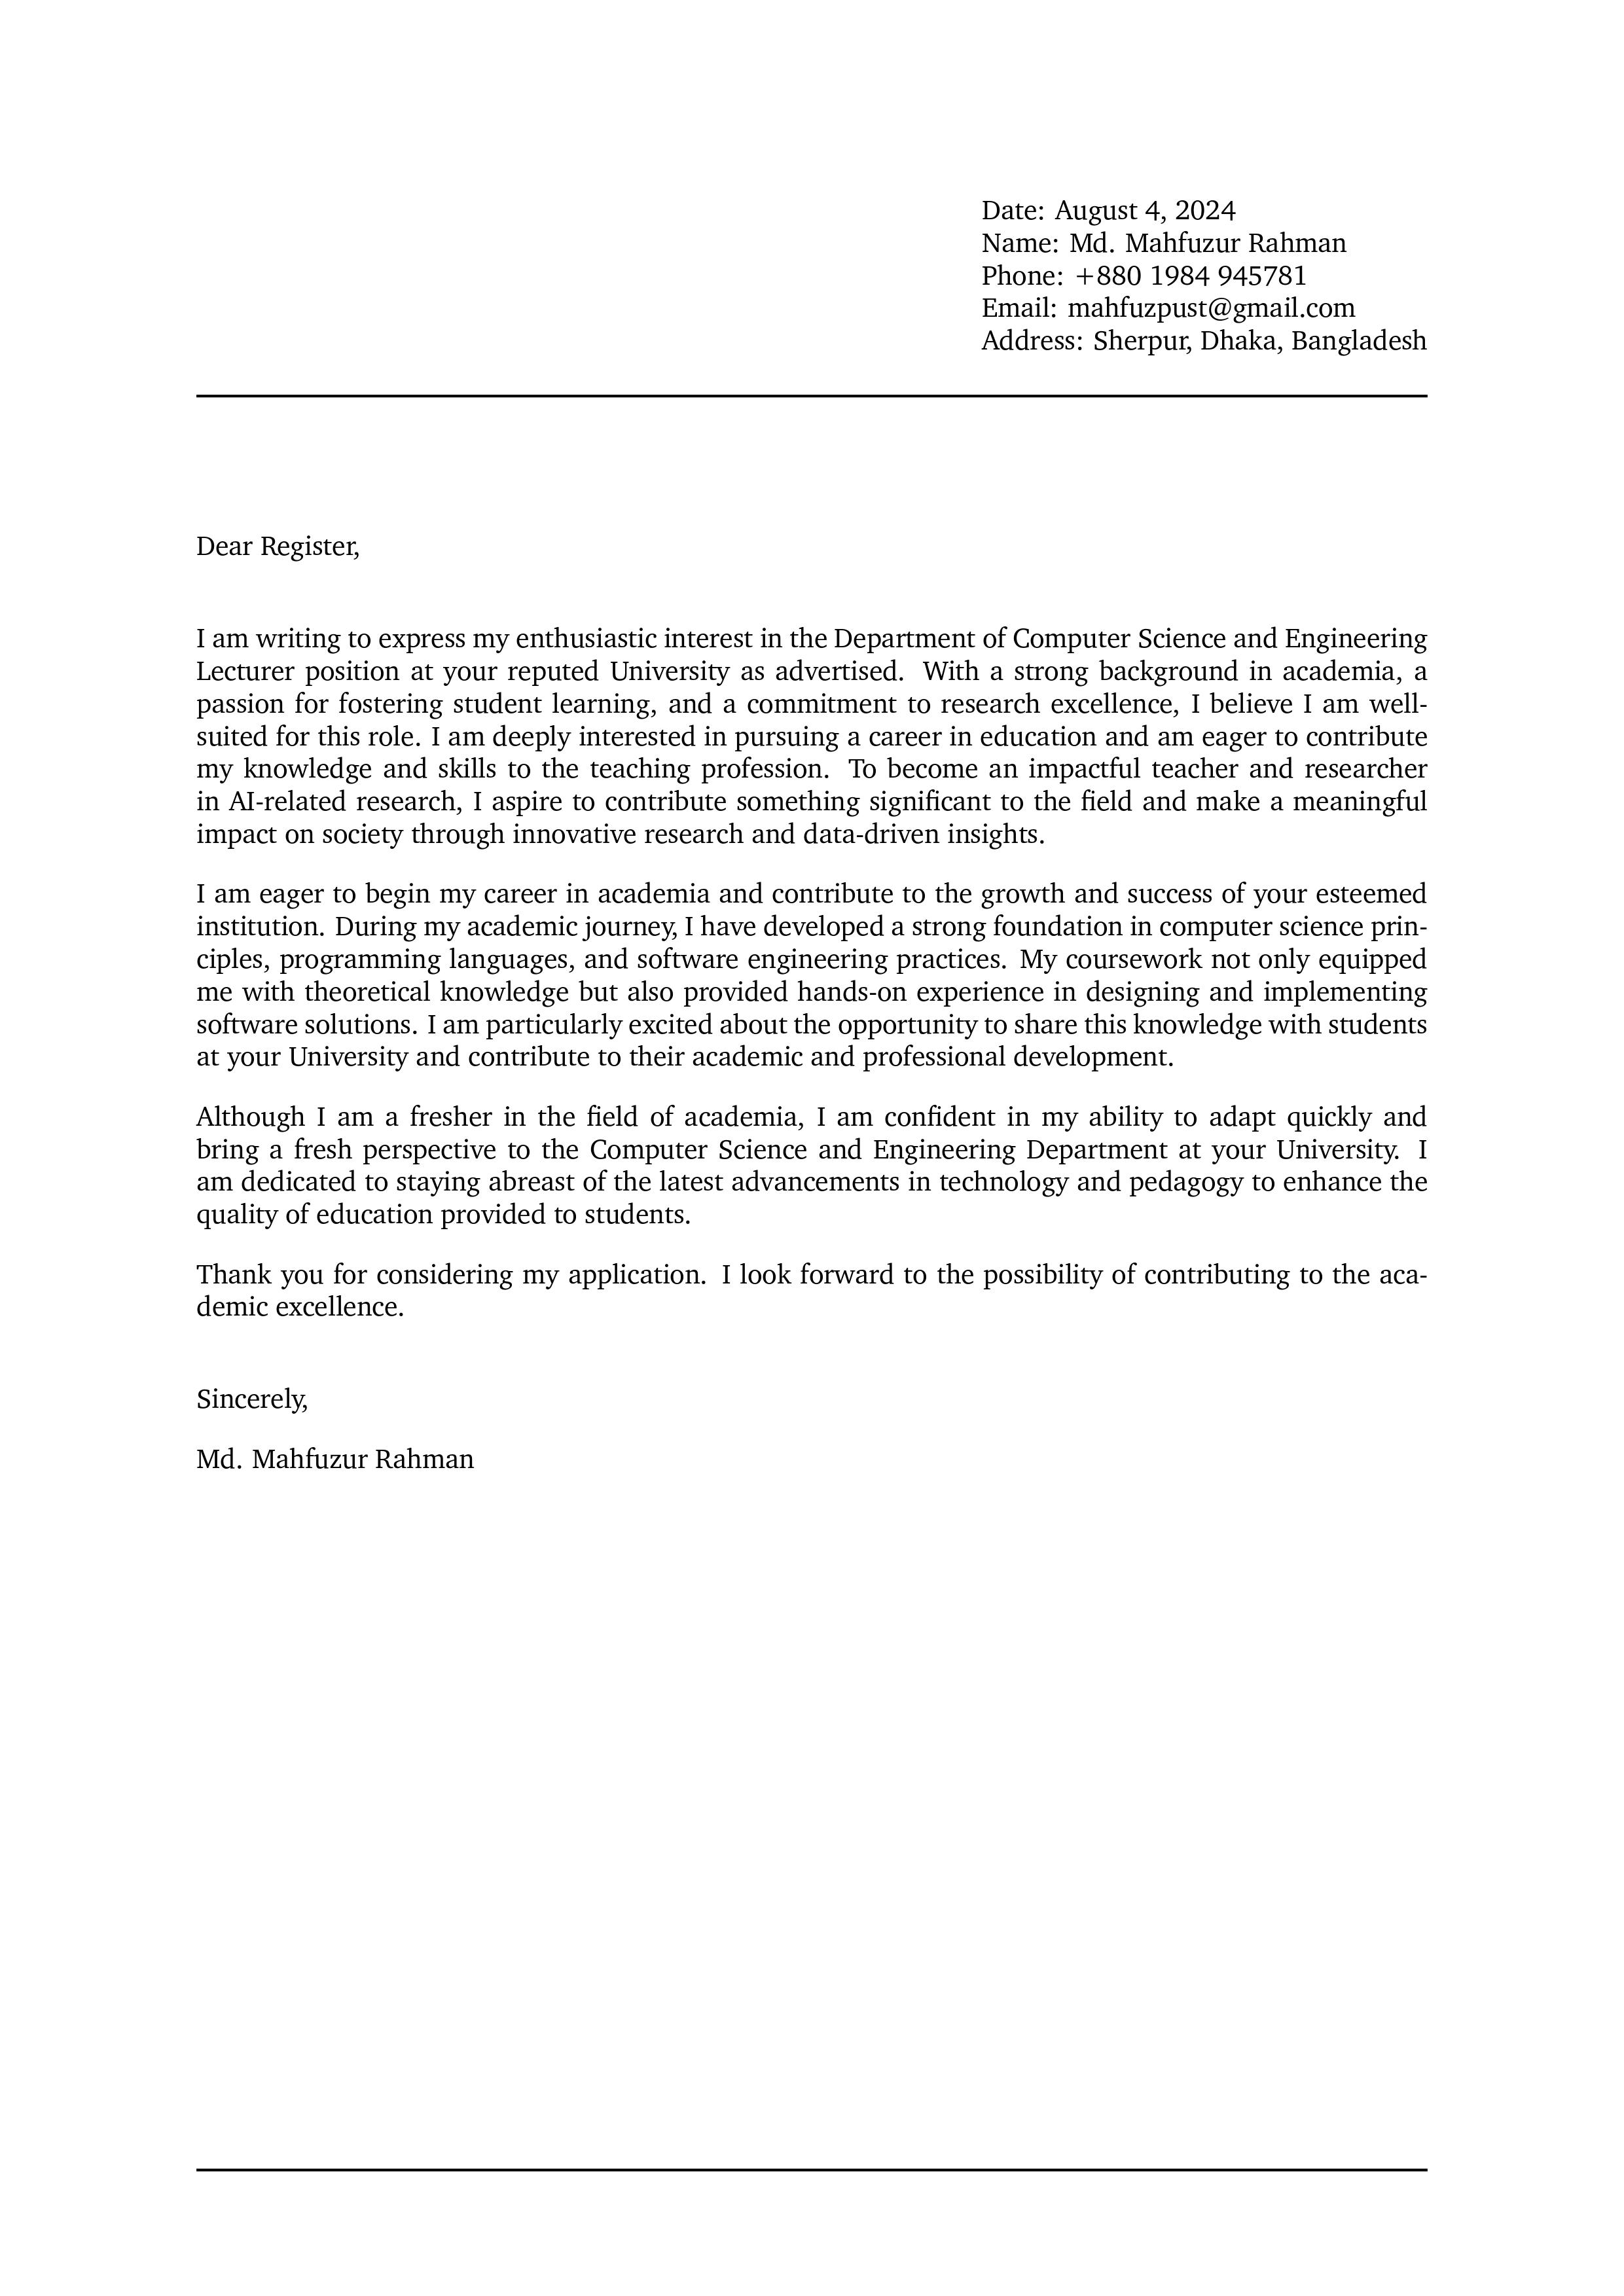 Date: August 4, 2024
Name: Md. Mahfuzur Rahman
Phone: +880 1984 945781
Email: mahfuzpust@gmail.com
Address: Sherpur, Dhaka, Bangladesh
Dear Register,
I am writing to express my enthusiastic interest in the Department of Computer Science and Engineering
Lecturer position at your reputed University as advertised. With a strong background in academia, a
passion for fostering student learning, and a commitment to research excellence, I believe I am well-
suited for this role. I am deeply interested in pursuing a career in education and am eager to contribute
my knowledge and skills to the teaching profession. To become an impactful teacher and researcher
in AI-related research, I aspire to contribute something significant to the field and make a meaningful
impact on society through innovative research and data-driven insights.
I am eager to begin my career in academia and contribute to the growth and success of your esteemed
institution. During my academic journey, I have developed a strong foundation in computer science prin-
ciples, programming languages, and software engineering practices. My coursework not only equipped
me with theoretical knowledge but also provided hands-on experience in designing and implementing
software solutions. I am particularly excited about the opportunity to share this knowledge with students
at your University and contribute to their academic and professional development.
Although I am a fresher in the field of academia, I am confident in my ability to adapt quickly and
bring a fresh perspective to the Computer Science and Engineering Department at your University. I
am dedicated to staying abreast of the latest advancements in technology and pedagogy to enhance the
quality of education provided to students.
Thank you for considering my application. I look forward to the possibility of contributing to the aca-
demic excellence.
Sincerely,
Md. Mahfuzur Rahman